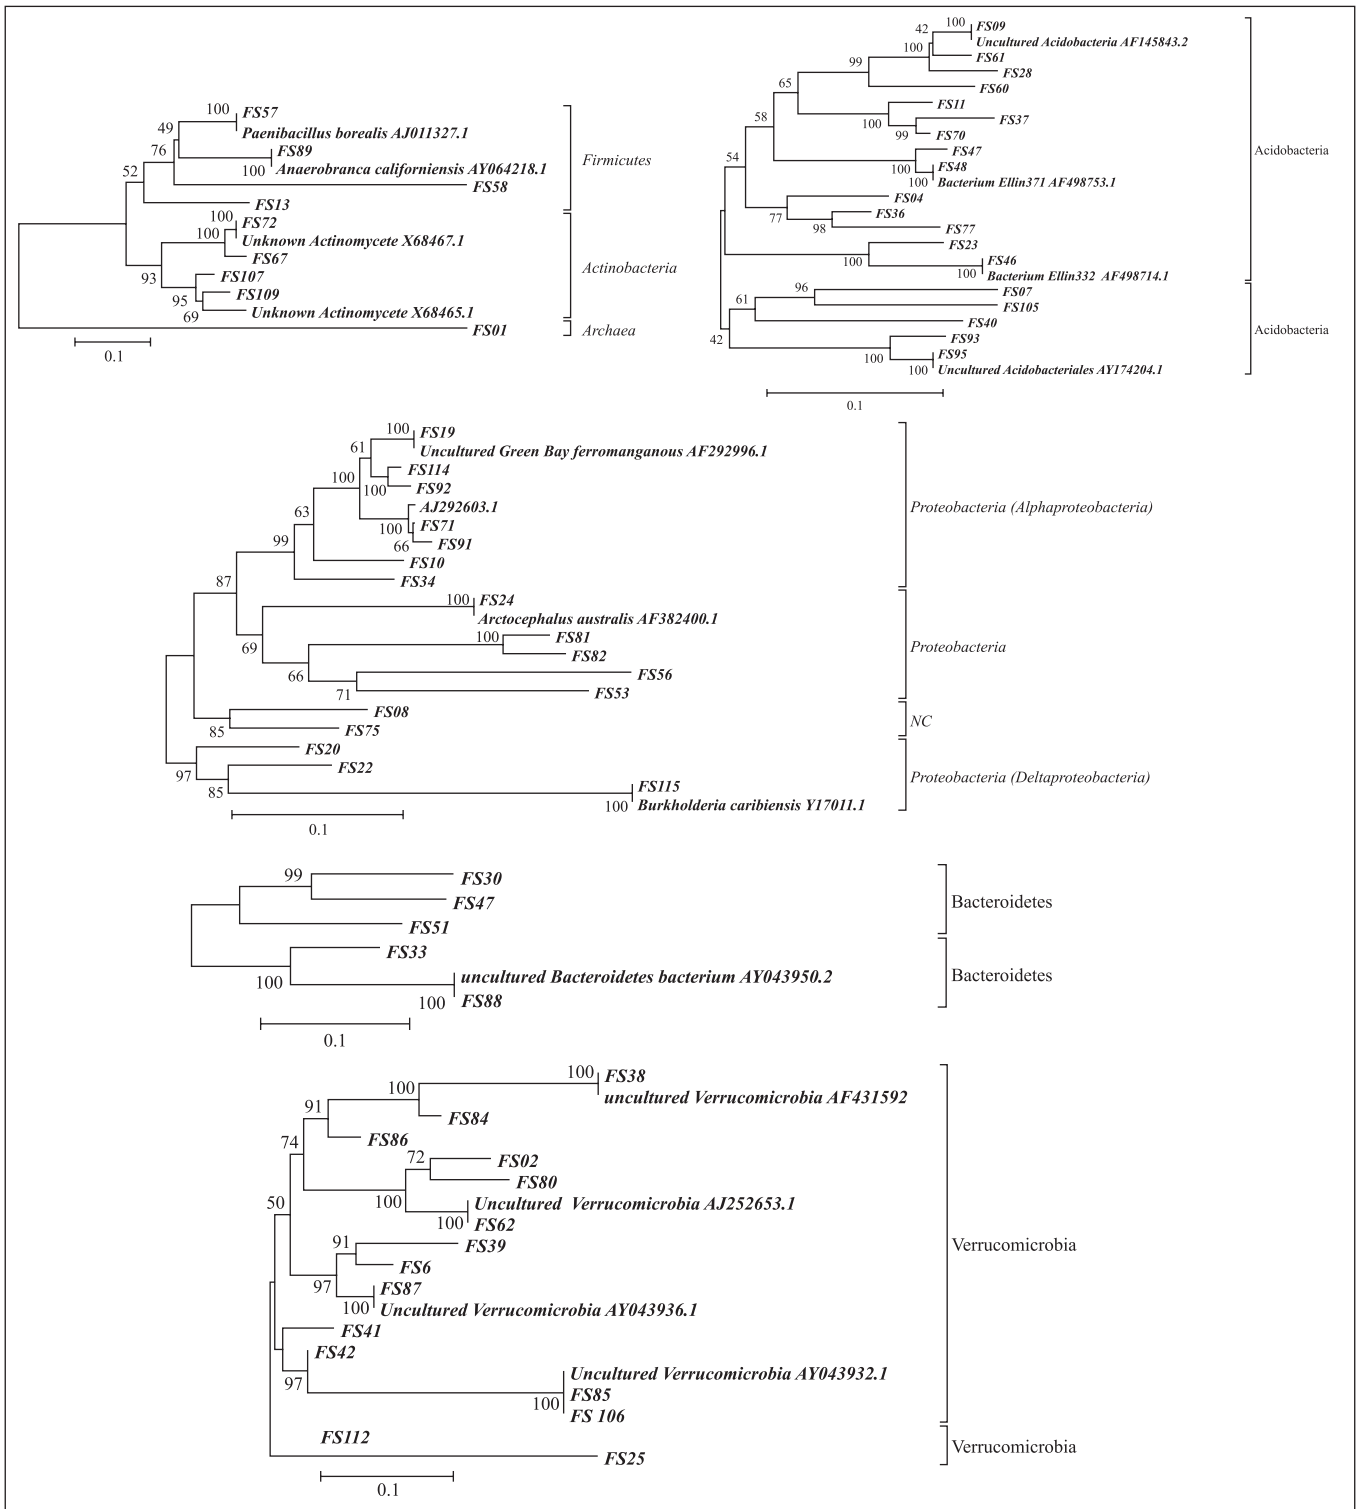 100
FS57
49
Paenibacillus borealis AJ011327.1
76
FS89
100
Anaerobranca californiensis AY064218.1
Firmicutes
52
FS58
FS13
100
FS72
100
Unknown Actinomycete X68467.1
FS67
93
FS107
Actinobacteria
95
FS109
69
Unknown Actinomycete X68465.1
FS01
Archaea
0.1
42
100
FS09
Uncultured Acidobacteria AF145843.2
100
FS61
99
FS28
65
FS60
FS11
100
FS37
99
FS70
58
FS47
100
FS48
100
Bacterium Ellin371 AF498753.1
Acidobacteria
54
FS04
77
FS36
98
FS77
FS23
100
FS46
100
Bacterium Ellin332 AF498714.1
96
FS07
61
FS105
FS40
Acidobacteria
42
FS93
100
FS95
100
Uncultured Acidobacteriales AY174204.1
0.1
100
FS19
61
Uncultured Green Bay ferromanganous AF292996.1
100
FS114
100
FS92
63
AJ292603.1
100
FS71
66
FS91
99
FS10
FS34
Proteobacteria (Alphaproteobacteria)
87
100
FS24
Arctocephalus australis AF382400.1
69
100
FS81
FS82
66
FS56
71
FS53
Proteobacteria
FS08
85
FS75
NC
FS20
97
FS22
85
FS115
100
Burkholderia caribiensis Y17011.1
Proteobacteria (Deltaproteobacteria)
0.1
99
FS30
FS47
FS51
Bacteroidetes
FS33
100
uncultured Bacteroidetes bacterium AY043950.2
100
FS88
Bacteroidetes
0.1
100
FS38
100
uncultured Verrucomicrobia AF431592
91
FS84
74
FS86
72
FS02
FS80
100
Uncultured Verrucomicrobia AJ252653.1
100
FS62
50
91
FS39
FS6
97
FS87
100
Uncultured Verrucomicrobia AY043936.1
Verrucomicrobia
FS41
FS42
97
Uncultured Verrucomicrobia AY043932.1
100
FS85
FS 106
FS112
FS25
Verrucomicrobia
0.1